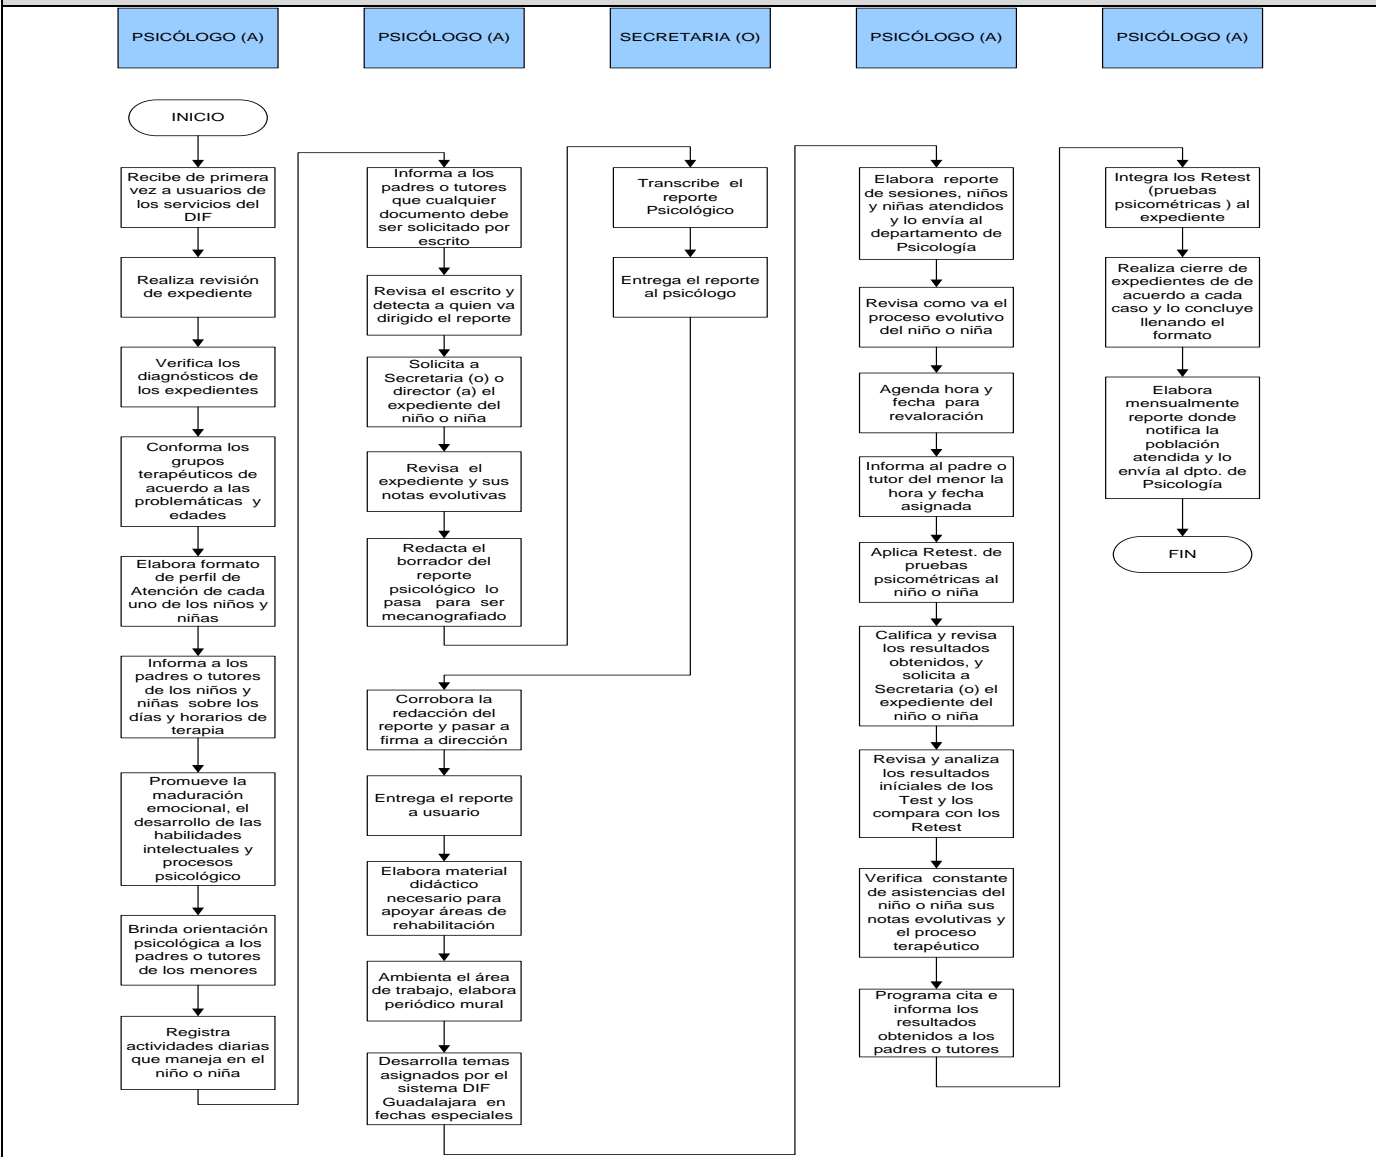 PSICÓLOGO (A)
PSICÓLOGO (A)
SECRETARIA (O)
PSICÓLOGO (A)
PSICÓLOGO (A)
INICIO
Recibe de primera
vez a usuarios de
los servicios del
DIF
Realiza revisión
de expediente
Verifica los
diagnósticos de
los expedientes
Conforma los
grupos
terapéuticos de
acuerdo a las
problemáticas y
edades
Elabora formato
de perfil de
Atención de cada
uno de los niños y
niñas
Informa a los
padres o tutores
de los niños y
niñas sobre los
días y horarios de
terapia
Promueve la
maduración
emocional, el
desarrollo de las
habilidades
intelectuales y
procesos
psicológico
Brinda orientación
psicológica a los
padres o tutores
de los menores
Registra
actividades diarias
que maneja en el
niño o niña
Informa a los
padres o tutores
que cualquier
documento debe
ser solicitado por
escrito
Revisa el escrito y
detecta a quien va
dirigido el reporte
Solicita a
Secretaria (o) o
director (a) el
expediente del
niño o niña
Revisa el
expediente y sus
notas evolutivas
Redacta el
borrador del
reporte
psicológico lo
pasa para ser
mecanografiado
Transcribe el
reporte
Psicológico
Entrega el reporte
al psicólogo
Corrobora la
redacción del
reporte y pasar a
firma a dirección
Entrega el reporte
a usuario
Elabora material
didáctico
necesario para
apoyar áreas de
rehabilitación
Ambienta el área
de trabajo, elabora
periódico mural
Desarrolla temas
asignados por el
sistema DIF
Guadalajara en
fechas especiales
Elabora reporte
de sesiones, niños
y niñas atendidos
y lo envía al
departamento de
Psicología
Revisa como va el
proceso evolutivo
del niño o niña
Agenda hora y
fecha para
revaloración
Informa al padre o
tutor del menor la
hora y fecha
asignada
Aplica Retest. de
pruebas
psicométricas al
niño o niña
Califica y revisa
los resultados
obtenidos, y
solicita a
Secretaria (o) el
expediente del
niño o niña
Revisa y analiza
los resultados
iníciales de los
Test y los
compara con los
Retest
Verifica constante
de asistencias del
niño o niña sus
notas evolutivas y
el proceso
terapéutico
Programa cita e
informa los
resultados
obtenidos a los
padres o tutores
Integra los Retest
(pruebas
psicométricas ) al
expediente
Realiza cierre de
expedientes de de
acuerdo a cada
caso y lo concluye
llenando el
formato
Elabora
mensualmente
reporte donde
notifica la
población
atendida y lo
envía al dpto. de
Psicología
FIN